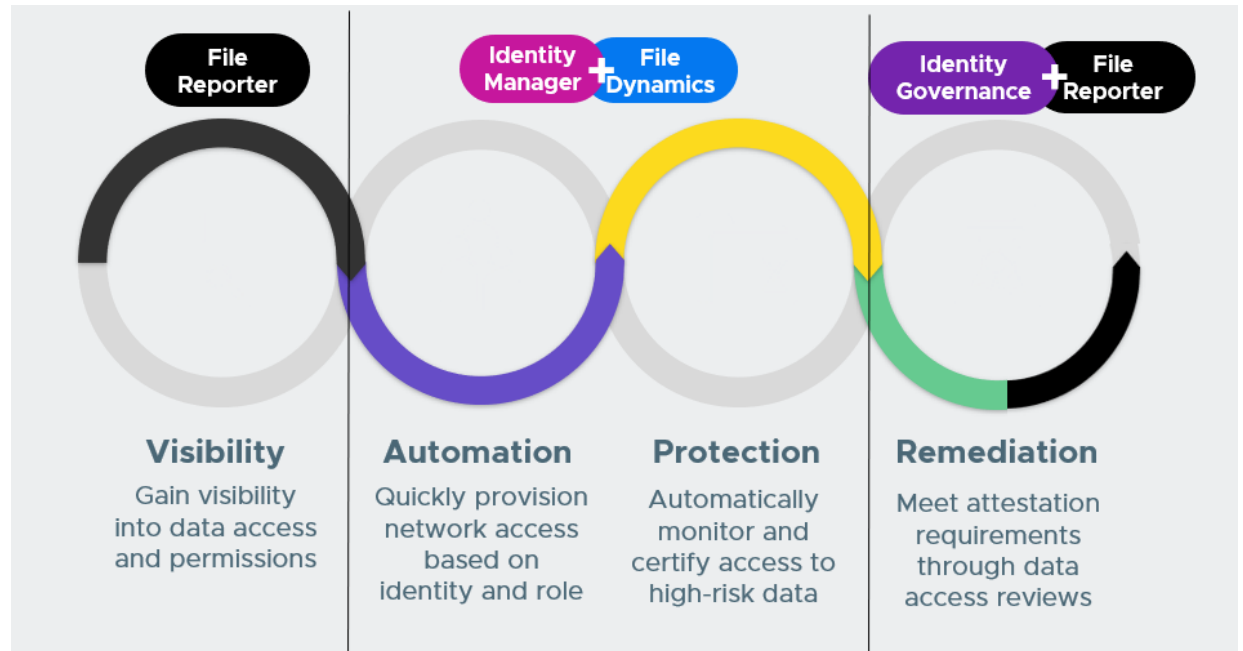 File
Reporter
Identity
Manager
+
File
Dynamics
Identity
Governance
+
File
Reporter
Visibility
Gain visibility
into data access
and permissions
Automation
Quickly provision
network access
based on
identity and role
Protection
Automatically
monitor and
certify access to
high-risk data
Remediation
Meet attestation
requirements
through data
access reviews